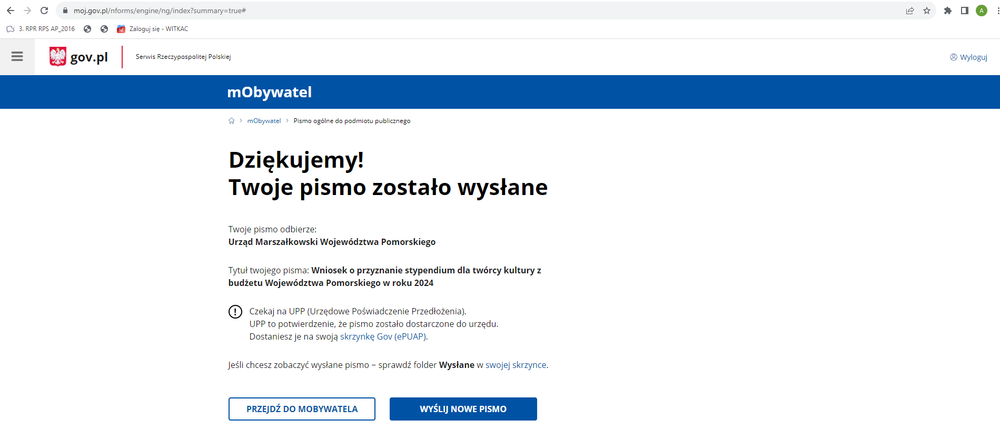 moj.gov.pl/nforms/engine/ng/index?summary=true#
A
3. RPR RPS AP_2016
Zaloguj się - WITKAC
gov.pl
Serwis Rzeczypospolitej Polskiej
Wyloguj
mObywatel
mObywatel > Pismo ogólne do podmiotu publicznego
Dziękujemy!
Twoje pismo zostało wysłane
Twoje pismo odbierze:
Urząd Marszałkowski Województwa Pomorskiego
Tytuł twojego pisma: Wniosek o przyznanie stypendium dla twórcy kultury z
budżetu Województwa Pomorskiego w roku 2024
Czekaj na UPP (Urzędowe Poświadczenie Przedłożenia).
UPP to potwierdzenie, że pismo zostało dostarczone do urzędu.
Dostaniesz je na swoją skrzynkę Gov (ePUAP).
Jeśli chcesz zobaczyć wysłane pismo – sprawdź folder Wysłane w swojej skrzynce.
PRZEJDŹ DO MOBYWATELA
WYŚLIJ NOWE PISMO